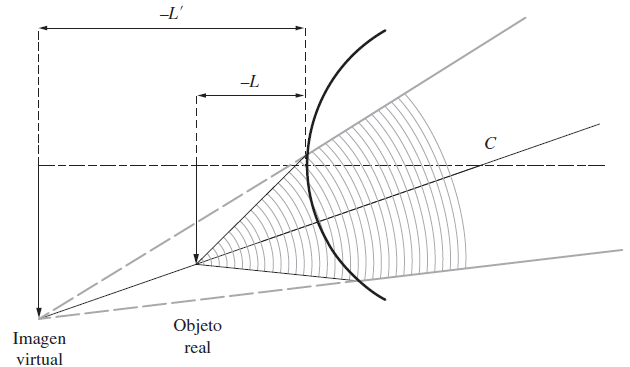 –L′
–L
C
Objeto
real
Imagen
virtual